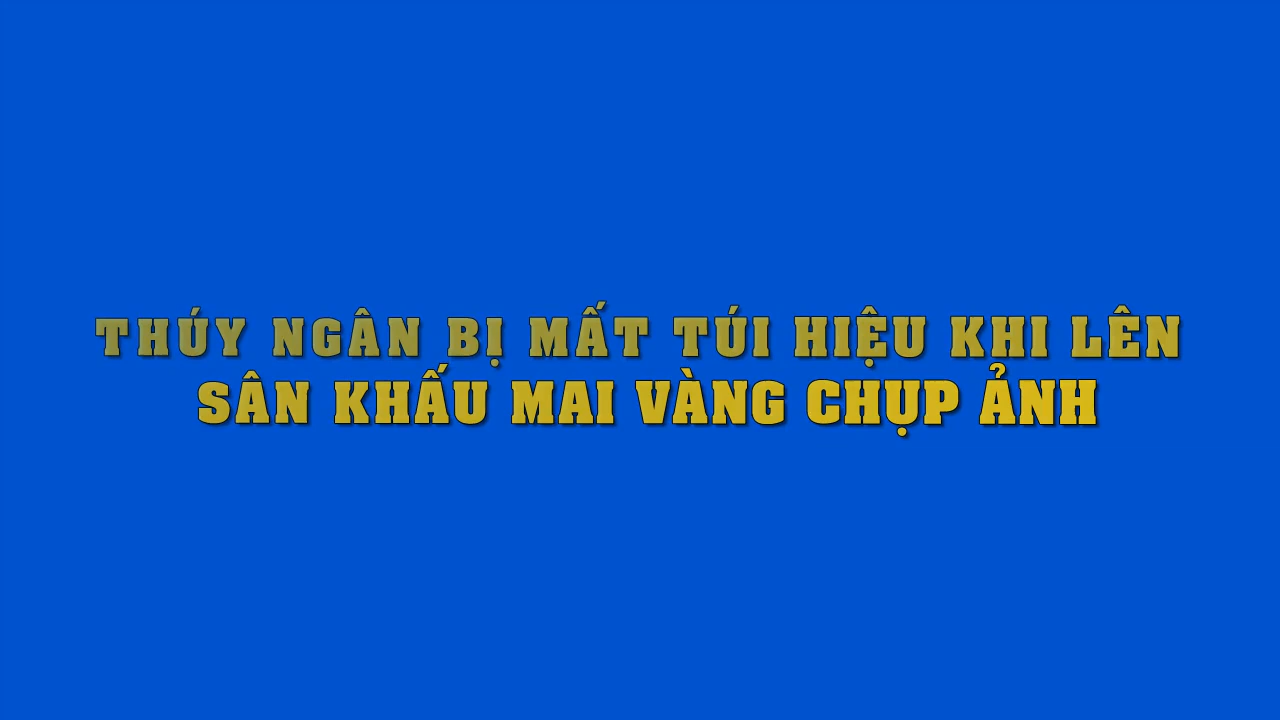 THÚY NGÂN BỊ MẤT TÚI HIỆU KHI LÊN
SÂN KHẤU MAI VÀNG CHỤP ẢNH